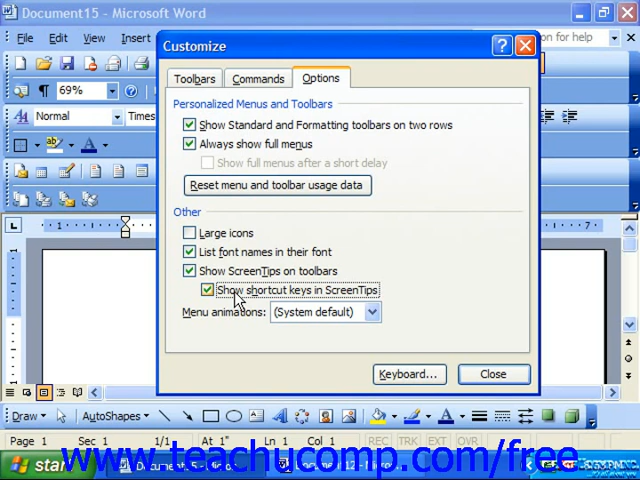 Document15 - Microsoft Word
File Edit View Insert
on for help
Customize
69%
Normal
Times
Toolbars Commands Options
Personalized Menus and Toolbars
Show Standard and Formatting toolbars on two rows
Always show full menus
Show full menus after a short delay
Reset menu and toolbar usage data
Other
Large icons
List font names in their font
Show ScreenTips on toolbars
Show shortcut keys in ScreenTips
Menu animations: (System default)
Keyboard... Close
Draw AutoShapes
Page 1 Sec 1 1/1 At 1" Ln 1 Col 1 REC TRK EXT OVR
start
www.teachucomp.com/free